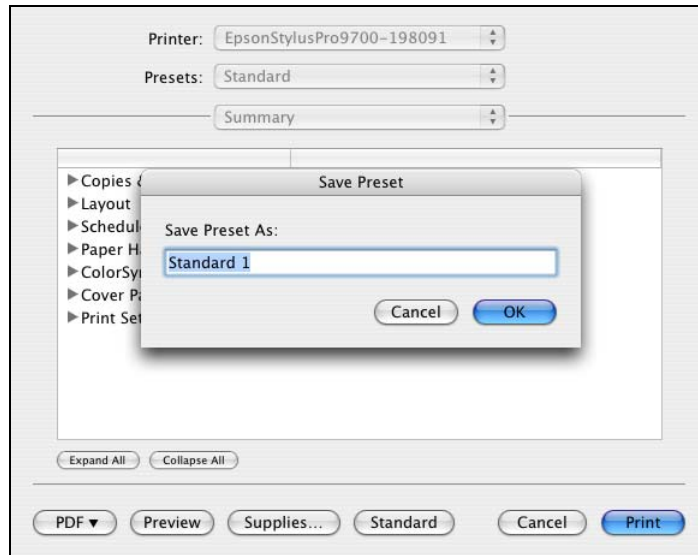 Printer: EpsonStylusPro9700-198091
Presets: Standard
Summary
Copies
Save Preset
Layout
Schedul
Save Preset As:
Paper H
Standard 1
ColorSy
Cover P
Print Set
Cancel OK
Expand All Collapse All
PDF Preview Supplies... Standard Cancel Print